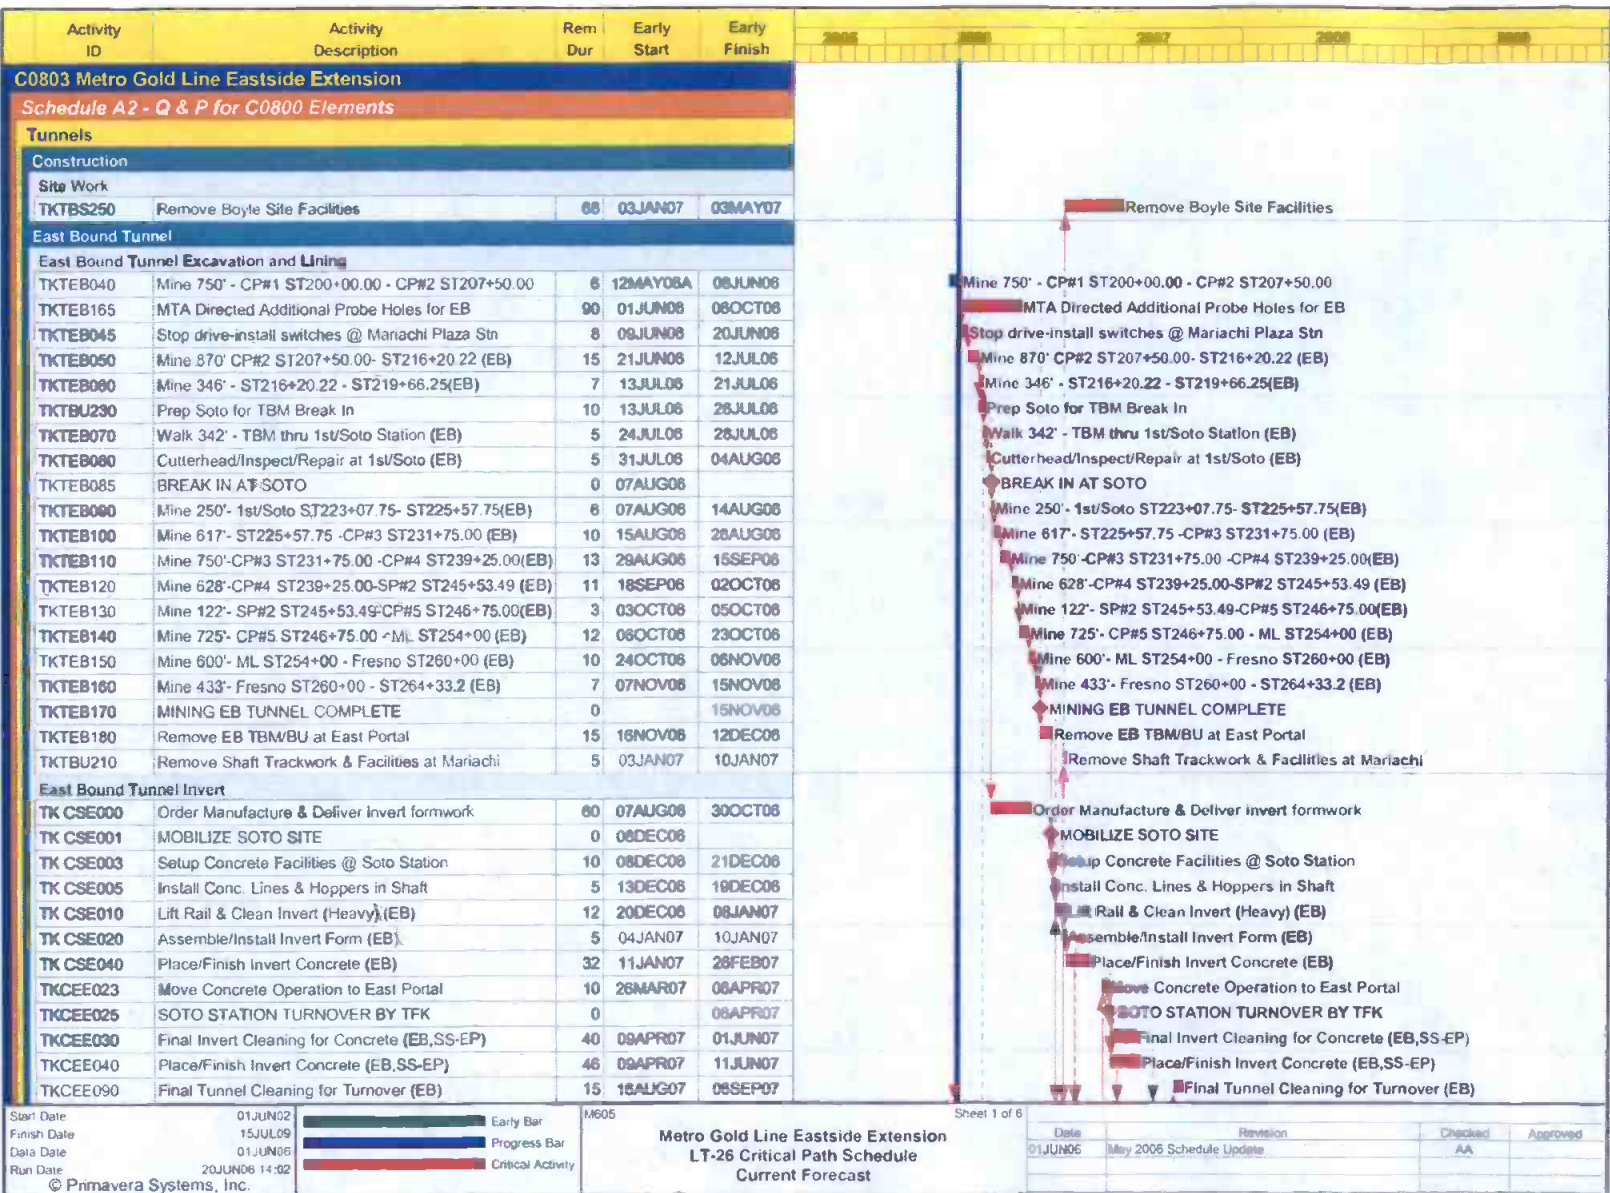 Activity ID Activity Description Rem Dur Early Start Early Finish 2005 2006 2007 2008 2009
C0803 Metro Gold Line Eastside Extension
Schedule A2 - Q & P for C0800 Elements
Tunnels
Construction
Site Work
TKTBS250 Remove Boyle Site Facilities 03JAN07 03MAY07 Remove Boyle Site Facilities
East Bound Tunnel
East Bound Tunnel Excavation and Lining
TKTEB040 Mine 750' - CP#1 ST200+00.00 - CP#2 ST207+50.00 6 12MAY06A 08JUN06 Mine 750' - CP#1 ST200+00.00 - CP#2 ST207+50.00
TKTEB165 MTA Directed Additional Probe Holes for EB 90 01JUN06 06OCT06 MTA Directed Additional Probe Holes for EB
TKTEB045 Stop drive-install switches @ Mariachi Plaza Stn 8 09JUN06 20JUN06 Stop drive-install switches @ Mariachi Plaza Stn
TKTEB050 Mine 870' CP#2 ST207+50.00- ST216+20.22 (EB) 15 21JUN06 12JUL06 Mine 870' CP#2 ST207+50.00- ST216+20.22 (EB)
TKTEB060 Mine 346' - ST216+20.22 - ST219+66.25(EB) 7 13JUL06 21JUL06 Mine 346' - ST216+20.22 - ST219+66.25(EB)
TKTBU230 Prep Soto for TBM Break In 10 13JUL06 26JUL06 Prep Soto for TBM Break In
TKTEB070 Walk 342' - TBM thru 1st/Soto Station (EB) 5 24JUL06 28JUL06 Walk 342' - TBM thru 1st/Soto Station (EB)
TKTEB080 Cutterhead/Inspect/Repair at 1st/Soto (EB) 5 31JUL06 04AUG06 Cutterhead/Inspect/Repair at 1st/Soto (EB)
TKTEB085 BREAK IN AT SOTO 0 07AUG06 BREAK IN AT SOTO
TKTEB090 Mine 250'- 1st/Soto ST223+07.75- ST225+57.75(EB) 6 07AUG06 14AUG06 Mine 250'- 1st/Soto ST223+07.75- ST225+57.75(EB)
TKTEB100 Mine 617'- ST225+57.75 -CP#3 ST231+75.00 (EB) 10 15AUG06 28AUG06 Mine 617'- ST225+57.75 -CP#3 ST231+75.00 (EB)
TKTEB110 Mine 750'-CP#3 ST231+75.00 -CP#4 ST239+25.00(EB) 13 29AUG06 15SEP06 Mine 750'-CP#3 ST231+75.00 -CP#4 ST239+25.00(EB)
TKTEB120 Mine 628'-CP#4 ST239+25.00-SP#2 ST245+53.49 (EB) 11 18SEP06 02OCT06 Mine 628'-CP#4 ST239+25.00-SP#2 ST245+53.49 (EB)
TKTEB130 Mine 122'- SP#2 ST245+53.49-CP#5 ST246+75.00(EB) 3 03OCT06 05OCT06 Mine 122'- SP#2 ST245+53.49-CP#5 ST246+75.00(EB)
TKTEB140 Mine 725'- CP#5 ST246+75.00 - ML ST254+00 (EB) 12 06OCT06 23OCT06 Mine 725'- CP#5 ST246+75.00 - ML ST254+00 (EB)
TKTEB150 Mine 600'- ML ST254+00 - Fresno ST260+00 (EB) 10 24OCT06 06NOV06 Mine 600'- ML ST254+00 - Fresno ST260+00 (EB)
TKTEB160 Mine 433'- Fresno ST260+00 - ST264+33.2 (EB) 7 07NOV06 15NOV06 Mine 433'- Fresno ST260+00 - ST264+33.2 (EB)
TKTEB170 MINING EB TUNNEL COMPLETE 0 15NOV06 MINING EB TUNNEL COMPLETE
TKTEB180 Remove EB TBM/BU at East Portal 15 16NOV06 12DEC06 Remove EB TBM/BU at East Portal
TKTBU210 Remove Shaft Trackwork & Facilities at Mariachi 5 03JAN07 10JAN07 Remove Shaft Trackwork & Facilities at Mariachi
East Bound Tunnel Invert
TK CSE000 Order Manufacture & Deliver invert formwork 60 07AUG06 30OCT06 Order Manufacture & Deliver invert formwork
TK CSE001 MOBILIZE SOTO SITE 0 MOBILIZE SOTO SITE
TK CSE003 Setup Concrete Facilities @ Soto Station 10 08DEC06 21DEC06 Setup Concrete Facilities @ Soto Station
TK CSE005 Install Conc. Lines & Hoppers in Shaft 5 13DEC06 19DEC06 Install Conc. Lines & Hoppers in Shaft
TK CSE010 Lift Rail & Clean Invert (Heavy) (EB) 12 20DEC06 08JAN07 Lift Rail & Clean Invert (Heavy) (EB)
TK CSE020 Assemble/Install Invert Form (EB) 5 04JAN07 10JAN07 Assemble/Install Invert Form (EB)
TK CSE040 Place/Finish Invert Concrete (EB) 32 11JAN07 26FEB07 Place/Finish Invert Concrete (EB)
TKCEE023 Move Concrete Operation to East Portal 10 26MAR07 06APR07 Move Concrete Operation to East Portal
TKCEE025 SOTO STATION TURNOVER BY TFK 0 06APR07 SOTO STATION TURNOVER BY TFK
TKCEE030 Final Invert Cleaning for Concrete (EB,SS-EP) 40 09APR07 01JUN07 Final Invert Cleaning for Concrete (EB,SS-EP)
TKCEE040 Place/Finish Invert Concrete (EB,SS-EP) 46 09APR07 11JUN07 Place/Finish Invert Concrete (EB,SS-EP)
TKCEE090 Final Tunnel Cleaning for Turnover (EB) 15 16AUG07 06SEP07 Final Tunnel Cleaning for Turnover (EB)
Start Date 01JUN02
Finish Date 15JUL09
Data Date 01JUN06
Run Date 20JUN06 14:02
© Primavera Systems, Inc.
Early Bar
Progress Bar
Critical Activity
M605
Metro Gold Line Eastside Extension
LT-26 Critical Path Schedule
Current Forecast
Sheet 1 of 6
Date Revision Checked Approved
01JUN06 May 2006 Schedule Update AA